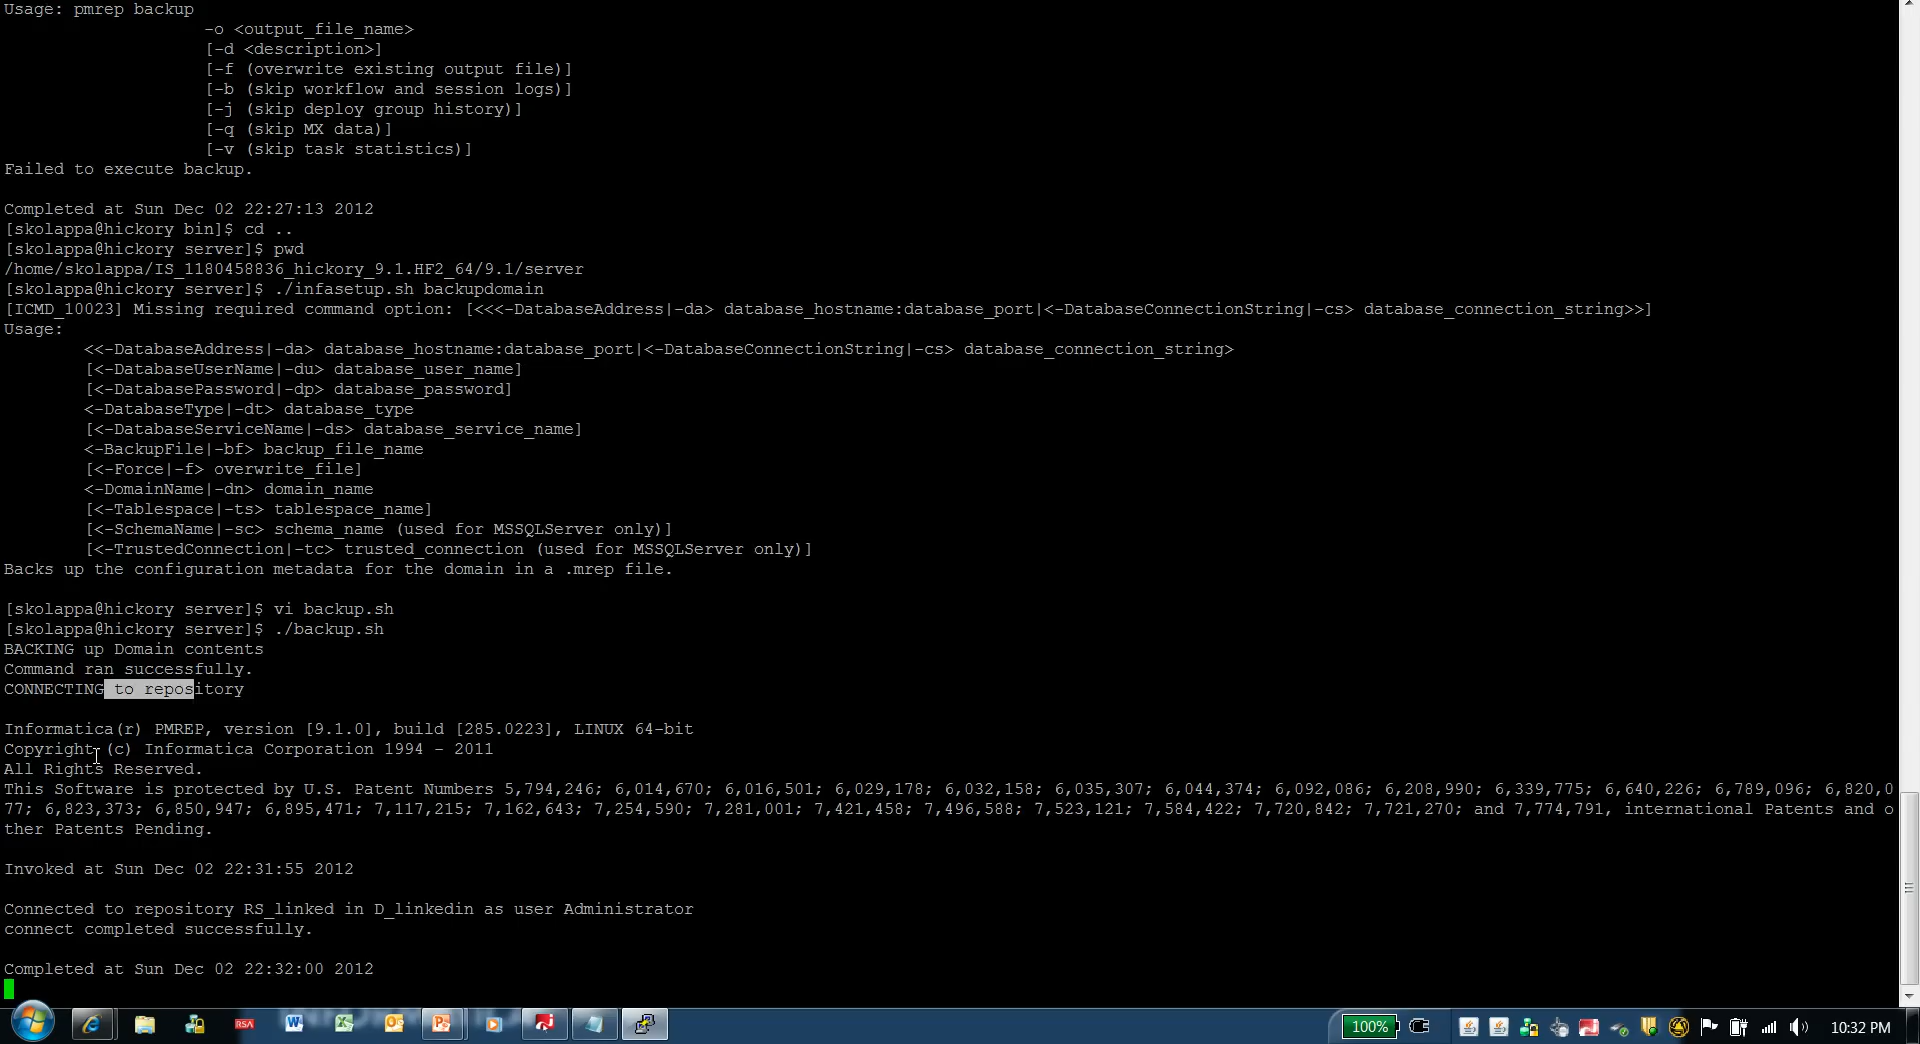 Usage: pmrep backup
-o <output_file_name>
[-d <description>]
[-f (overwrite existing output file)]
[-b (skip workflow and session logs)]
[-j (skip deploy group history)]
[-q (skip MX data)]
[-v (skip task statistics)]
Failed to execute backup.
Completed at Sun Dec 02 22:27:13 2012
[skolappa@hickory bin]$ cd ..
[skolappa@hickory server]$ pwd
/home/skolappa/IS_1180458836_hickory_9.1.HF2_64/9.1/server
[skolappa@hickory server]$ ./infasetup.sh backupdomain
[ICMD_10023] Missing required command option: [<<<-DatabaseAddress|-da> database_hostname:database_port|<-DatabaseConnectionString|-cs> database_connection_string>>]
Usage:
<<-DatabaseAddress|-da> database_hostname:database_port|<-DatabaseConnectionString|-cs> database_connection_string>
[<-DatabaseUserName|-du> database_user_name]
[<-DatabasePassword|-dp> database_password]
<-DatabaseType|-dt> database_type
[<-DatabaseServiceName|-ds> database_service_name]
<-BackupFile|-bf> backup_file_name
[<-Force|-f> overwrite_file]
<-DomainName|-dn> domain_name
[<-Tablespace|-ts> tablespace_name]
[<-SchemaName|-sc> schema_name (used for MSSQLServer only)]
[<-TrustedConnection|-tc> trusted_connection (used for MSSQLServer only)]
Backs up the configuration metadata for the domain in a .mrep file.
[skolappa@hickory server]$ vi backup.sh
[skolappa@hickory server]$ ./backup.sh
BACKING up Domain contents
Command ran successfully.
CONNECTING to repository
Informatica(r) PMREP, version [9.1.0], build [285.0223], LINUX 64-bit
Copyright (c) Informatica Corporation 1994 - 2011
All Rights Reserved.
This Software is protected by U.S. Patent Numbers 5,794,246; 6,014,670; 6,016,501; 6,029,178; 6,032,158; 6,035,307; 6,044,374; 6,092,086; 6,208,990; 6,339,775; 6,640,226; 6,789,096; 6,820,0
77; 6,823,373; 6,850,947; 6,895,471; 7,117,215; 7,162,643; 7,254,590; 7,281,001; 7,421,458; 7,496,588; 7,523,121; 7,584,422; 7,720,842; 7,721,270; and 7,774,791, international Patents and o
ther Patents Pending.
Invoked at Sun Dec 02 22:31:55 2012
Connected to repository RS_linked in D_linkedin as user Administrator
connect completed successfully.
Completed at Sun Dec 02 22:32:00 2012
RSA
100%
10:32 PM